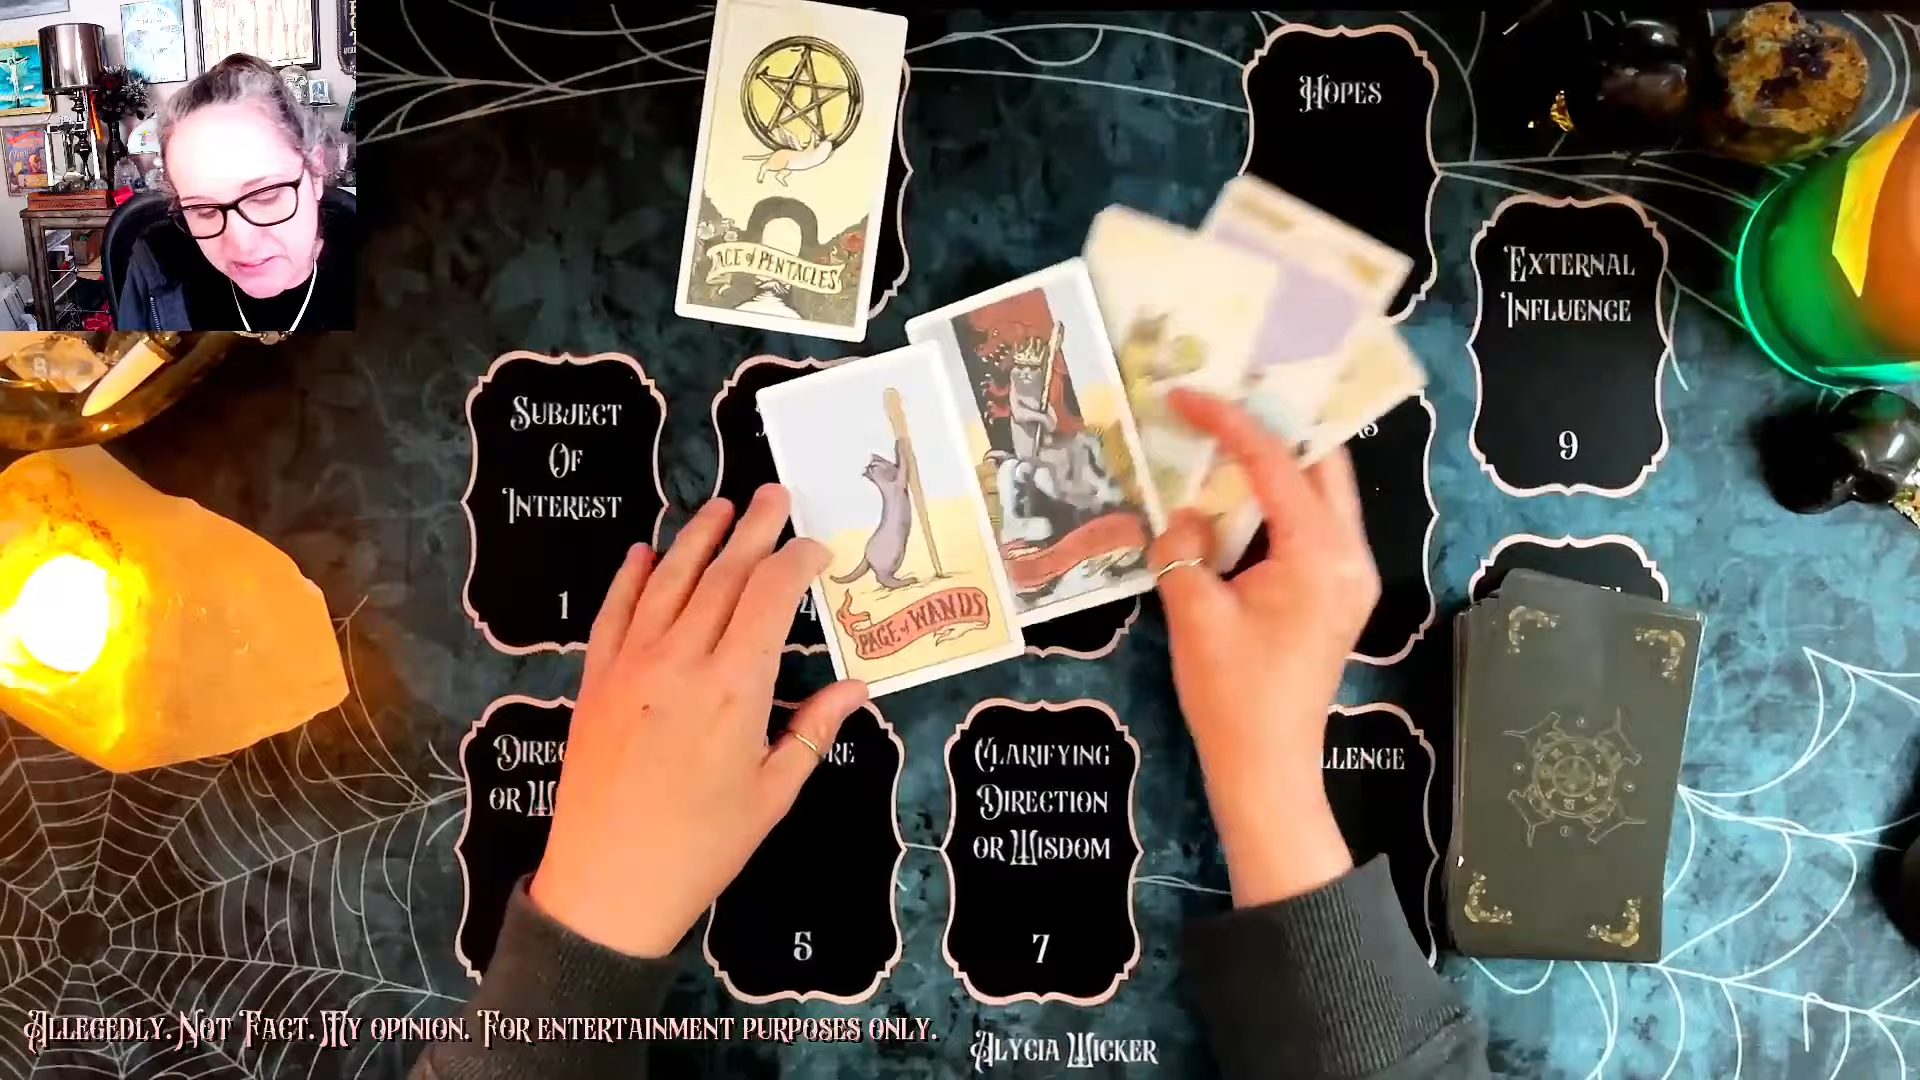 ACE of PENTACLES
HOPES
EXTERNAL
INFLUENCE
9
SUBJECT
OF
INTEREST
1
PAGE of WANDS
OR
5
CLARIFYING
DIRECTION
OR WISDOM
7
ALLEGEDLY. NOT FACT. MY OPINION. FOR ENTERTAINMENT PURPOSES ONLY.
ALYCIA WICKER